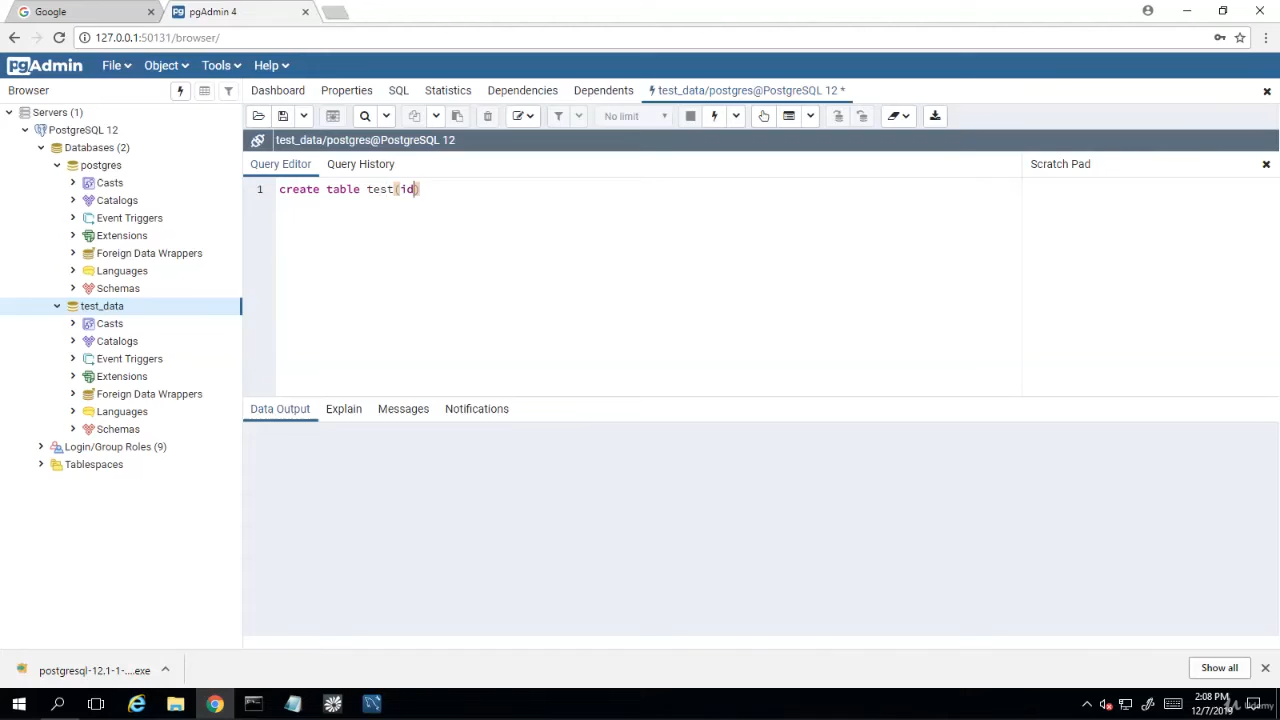 Google
pgAdmin 4
127.0.0.1:50131/browser/
pgAdmin File Object Tools Help
Browser
Dashboard Properties SQL Statistics Dependencies Dependents test_data/postgres@PostgreSQL 12 *
Servers (1)
PostgreSQL 12
Databases (2)
postgres
Casts
Catalogs
Event Triggers
Extensions
Foreign Data Wrappers
Languages
Schemas
test_data
Casts
Catalogs
Event Triggers
Extensions
Foreign Data Wrappers
Languages
Schemas
Login/Group Roles (9)
Tablespaces
No limit
test_data/postgres@PostgreSQL 12
Query Editor Query History
Scratch Pad
1 create table test(id)
Data Output Explain Messages Notifications
postgresql-12.1-1-....exe
Show all
2:08 PM
12/7/2019
Udemy